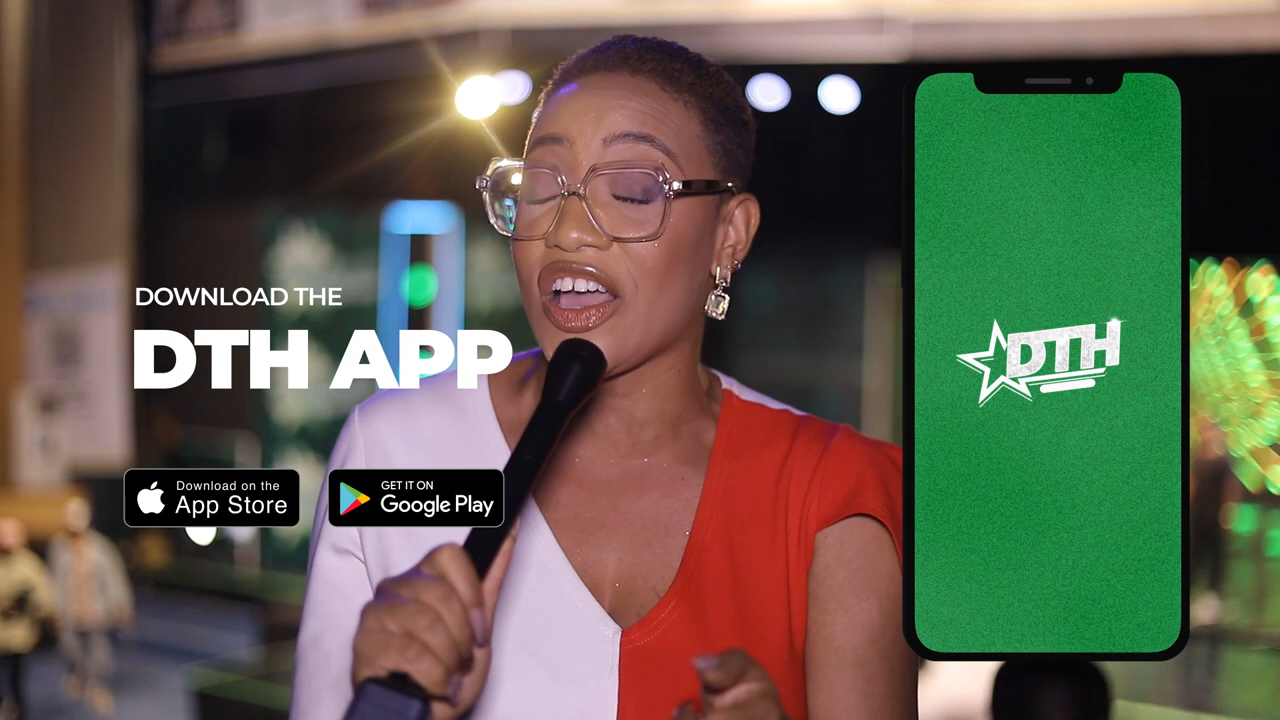 DOWNLOAD THE
DTH APP
Download on the
App Store
GET IT ON
Google Play
DTH